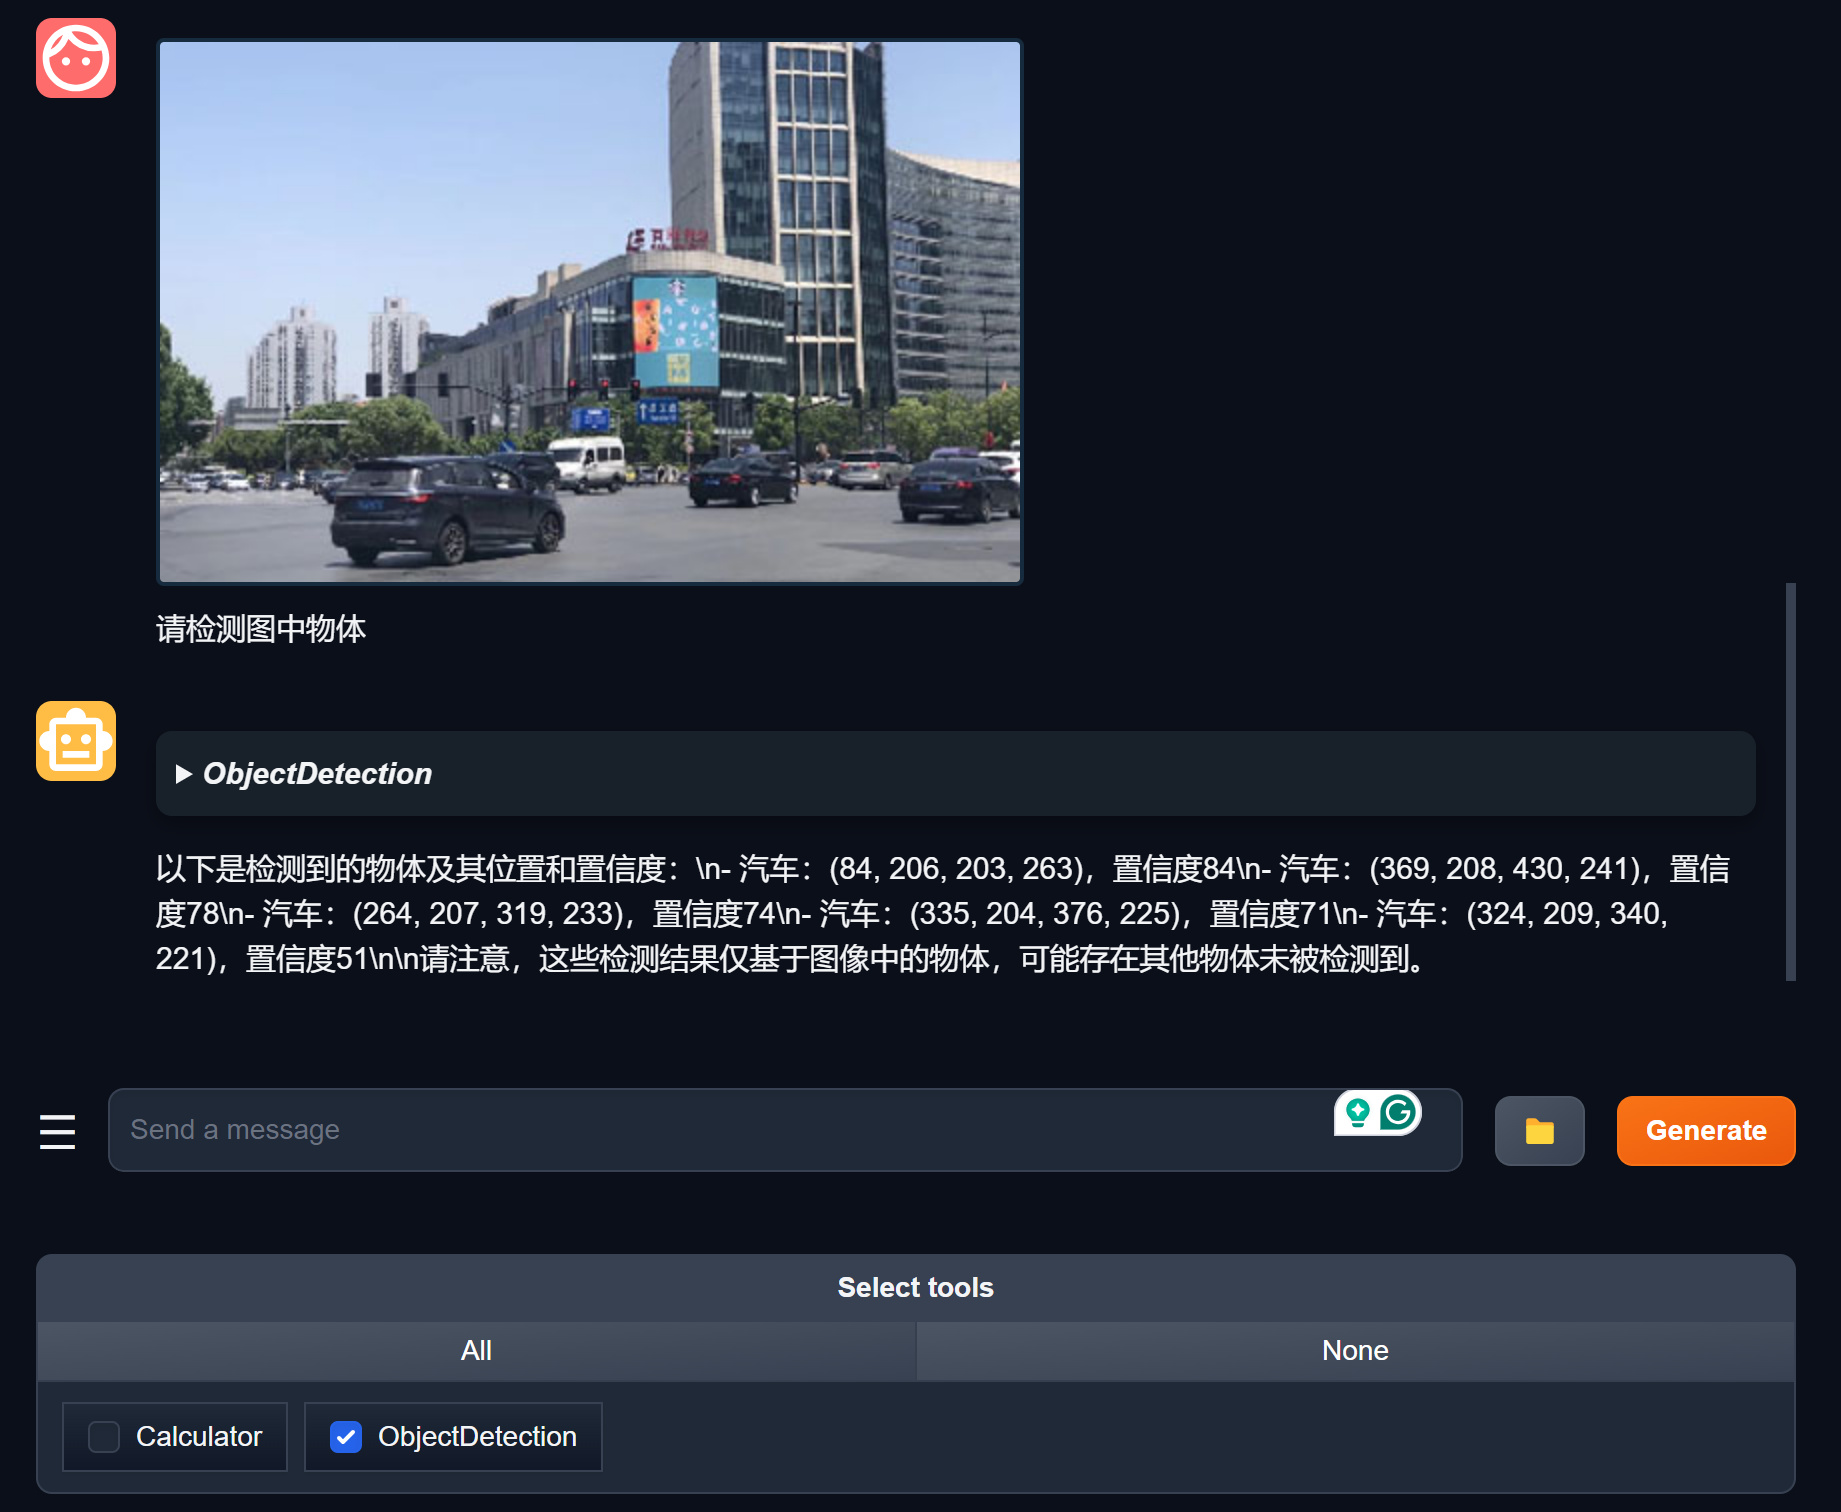 请检测图中物体
ObjectDetection
以下是检测到的物体及其位置和置信度：\n- 汽车：(84, 206, 203, 263)，置信度84\n- 汽车：(369, 208, 430, 241)，置信
度78\n- 汽车：(264, 207, 319, 233)，置信度74\n- 汽车：(335, 204, 376, 225)，置信度71\n- 汽车：(324, 209, 340,
221)，置信度51\n\n请注意，这些检测结果仅基于图像中的物体，可能存在其他物体未被检测到。
Send a message
Generate
Select tools
All
None
Calculator
ObjectDetection